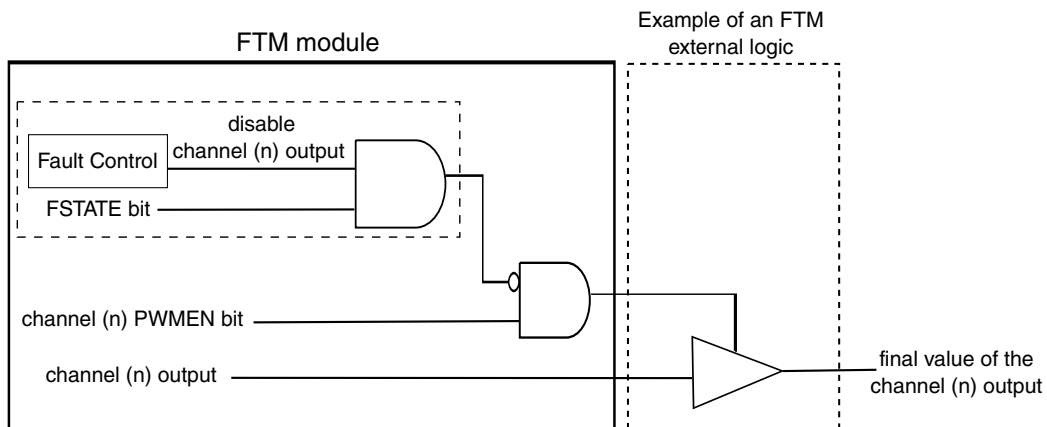 Example of an FTM
external logic
FTM module
disable
channel (n) output
Fault Control
FSTATE bit
channel (n) PWMEN bit
channel (n) output
final value of the
channel (n) output